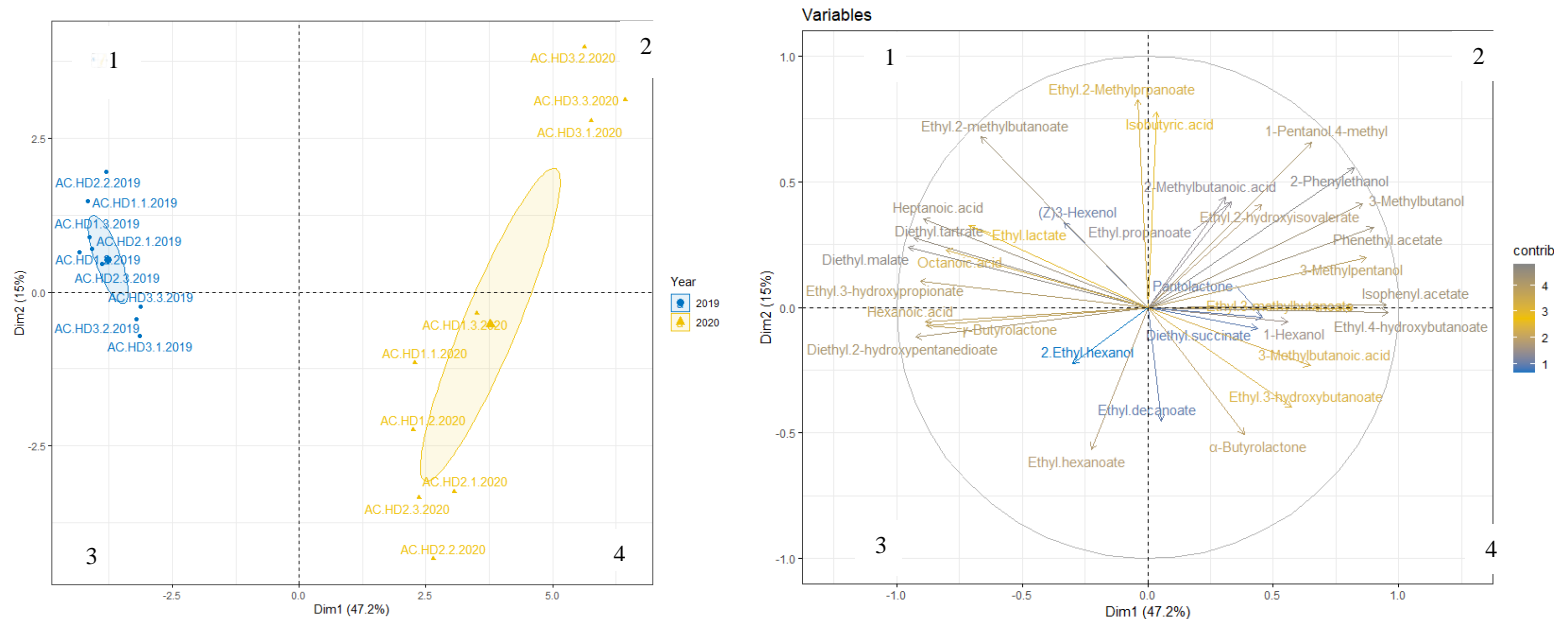 1
2
AC.HD3.2.2020
AC.HD3.3.2020
AC.HD3.1.2020
2.5
AC.HD2.2.2019
AC.HD1.1.2019
AC.HD1.3.2019
AC.HD2.1.2019
2019
AC.HD2.3.2019
0.0
AC.HD3.3.2019
AC.HD3.2.2019
AC.HD3.1.2019
AC.HD1.3.2020
AC.HD1.1.2020
AC.HD1.2.2020
-2.5
AC.HD2.1.2020
AC.HD2.3.2020
AC.HD2.2.2020
3
4
-2.5
0.0
2.5
5.0
Dim1 (47.2%)
Dim2 (15%)
Year
2019
2020
Variables
1
2
1.0
Ethyl.2-Methylpropanoate
Isobutyric.acid
Ethyl.2-methylbutanoate
1-Pentanol.4-methyl
0.5
2-Methylbutanoic.acid
2-Phenylethanol
3-Methylbutanol
Heptanoic.acid
(Z)3-Hexenol
Ethyl.2-hydroxyisovalerate
Diethyl.tartrate
Ethyl.lactate
Ethyl.propanoate
Phenethyl.acetate
Diethyl.malate
Octanoic.acid
3-Methylpentanol
Ethyl.3-hydroxypropionate
Pantolactone
Isophenyl.acetate
0.0
Hexanoic.acid
γ-Butyrolactone
1-Hexanol
Ethyl.4-hydroxybutanoate
Diethyl.succinate
Diethyl.2-hydroxypentanedioate
2.Ethyl.hexanol
3-Methylbutanoic.acid
Ethyl.3-hydroxybutanoate
Ethyl.decanoate
-0.5
α-Butyrolactone
Ethyl.hexanoate
3
4
-1.0
-1.0
-0.5
0.0
0.5
1.0
Dim1 (47.2%)
Dim2 (15%)
contrib
4
3
2
1